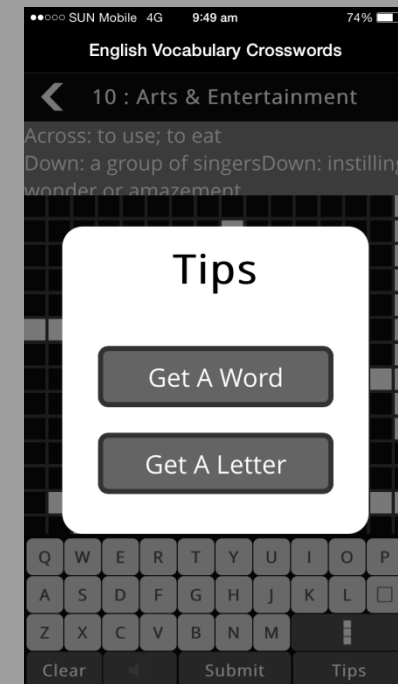 SUN Mobile 4G 9:49 am 74%
English Vocabulary Crosswords
10 : Arts & Entertainment
Across: to use; to eat
Down: a group of singersDown: instilling
wonder or amazement
Tips
Get A Word
Get A Letter
Q W E R T Y U I O P
A S D F G H J K L
Z X C V B N M
Clear Submit Tips